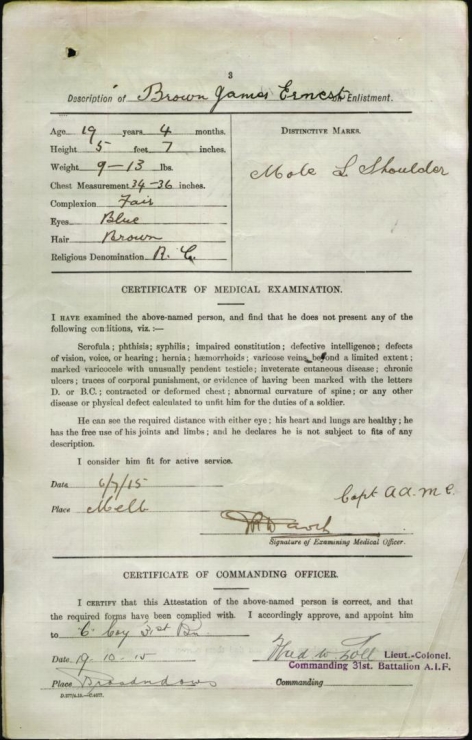 3
Description of Brown James Ernest on Enlistment.
Age 19 years 4 months.
Height 5 feet 7 inches.
Weight 9-13 lbs.
Chest Measurement 34-36 inches.
Complexion Fair
Eyes Blue
Hair Brown
Religious Denomination R. C.
DISTINCTIVE MARKS.
Mole L Shoulder
CERTIFICATE OF MEDICAL EXAMINATION.
I HAVE examined the above-named person, and find that he does not present any of the
following conditions, viz. :—
Scrofula; phthisis; syphilis; impaired constitution; defective intelligence; defects
of vision, voice, or hearing; hernia; hæmorrhoids; varicose veins, beyond a limited extent;
marked varicocele with unusually pendent testicle; inveterate cutaneous disease; chronic
ulcers; traces of corporal punishment, or evidence of having been marked with the letters
D. or B.C.; contracted or deformed chest; abnormal curvature of spine; or any other
disease or physical defect calculated to unfit him for the duties of a soldier.
He can see the required distance with either eye; his heart and lungs are healthy; he
has the free use of his joints and limbs; and he declares he is not subject to fits of any
description.
I consider him fit for active service.
Date 6/7/15
Place Melb
Capt A.A.M.C.
Signature of Examining Medical Officer.
CERTIFICATE OF COMMANDING OFFICER.
I CERTIFY that this Attestation of the above-named person is correct, and that
the required forms have been complied with. I accordingly approve, and appoint him
to "C" Coy 31st Bn
Date 19-10-15
Lieut.-Colonel.
Commanding 31st. Battalion A.I.F.
Place Broadmeadows
Commanding